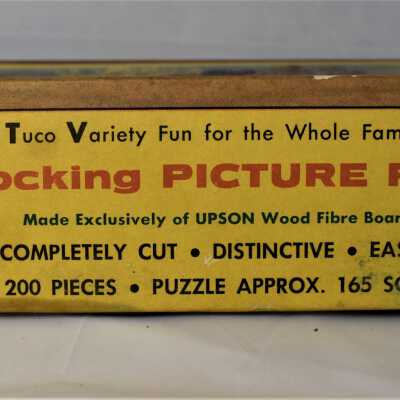 Tuco Variety Fun for the Whole Fam
ocking PICTURE P
Made Exclusively of UPSON Wood Fibre Boar
COMPLETELY CUT • DISTINCTIVE • EAS
200 PIECES • PUZZLE APPROX. 165 SQ